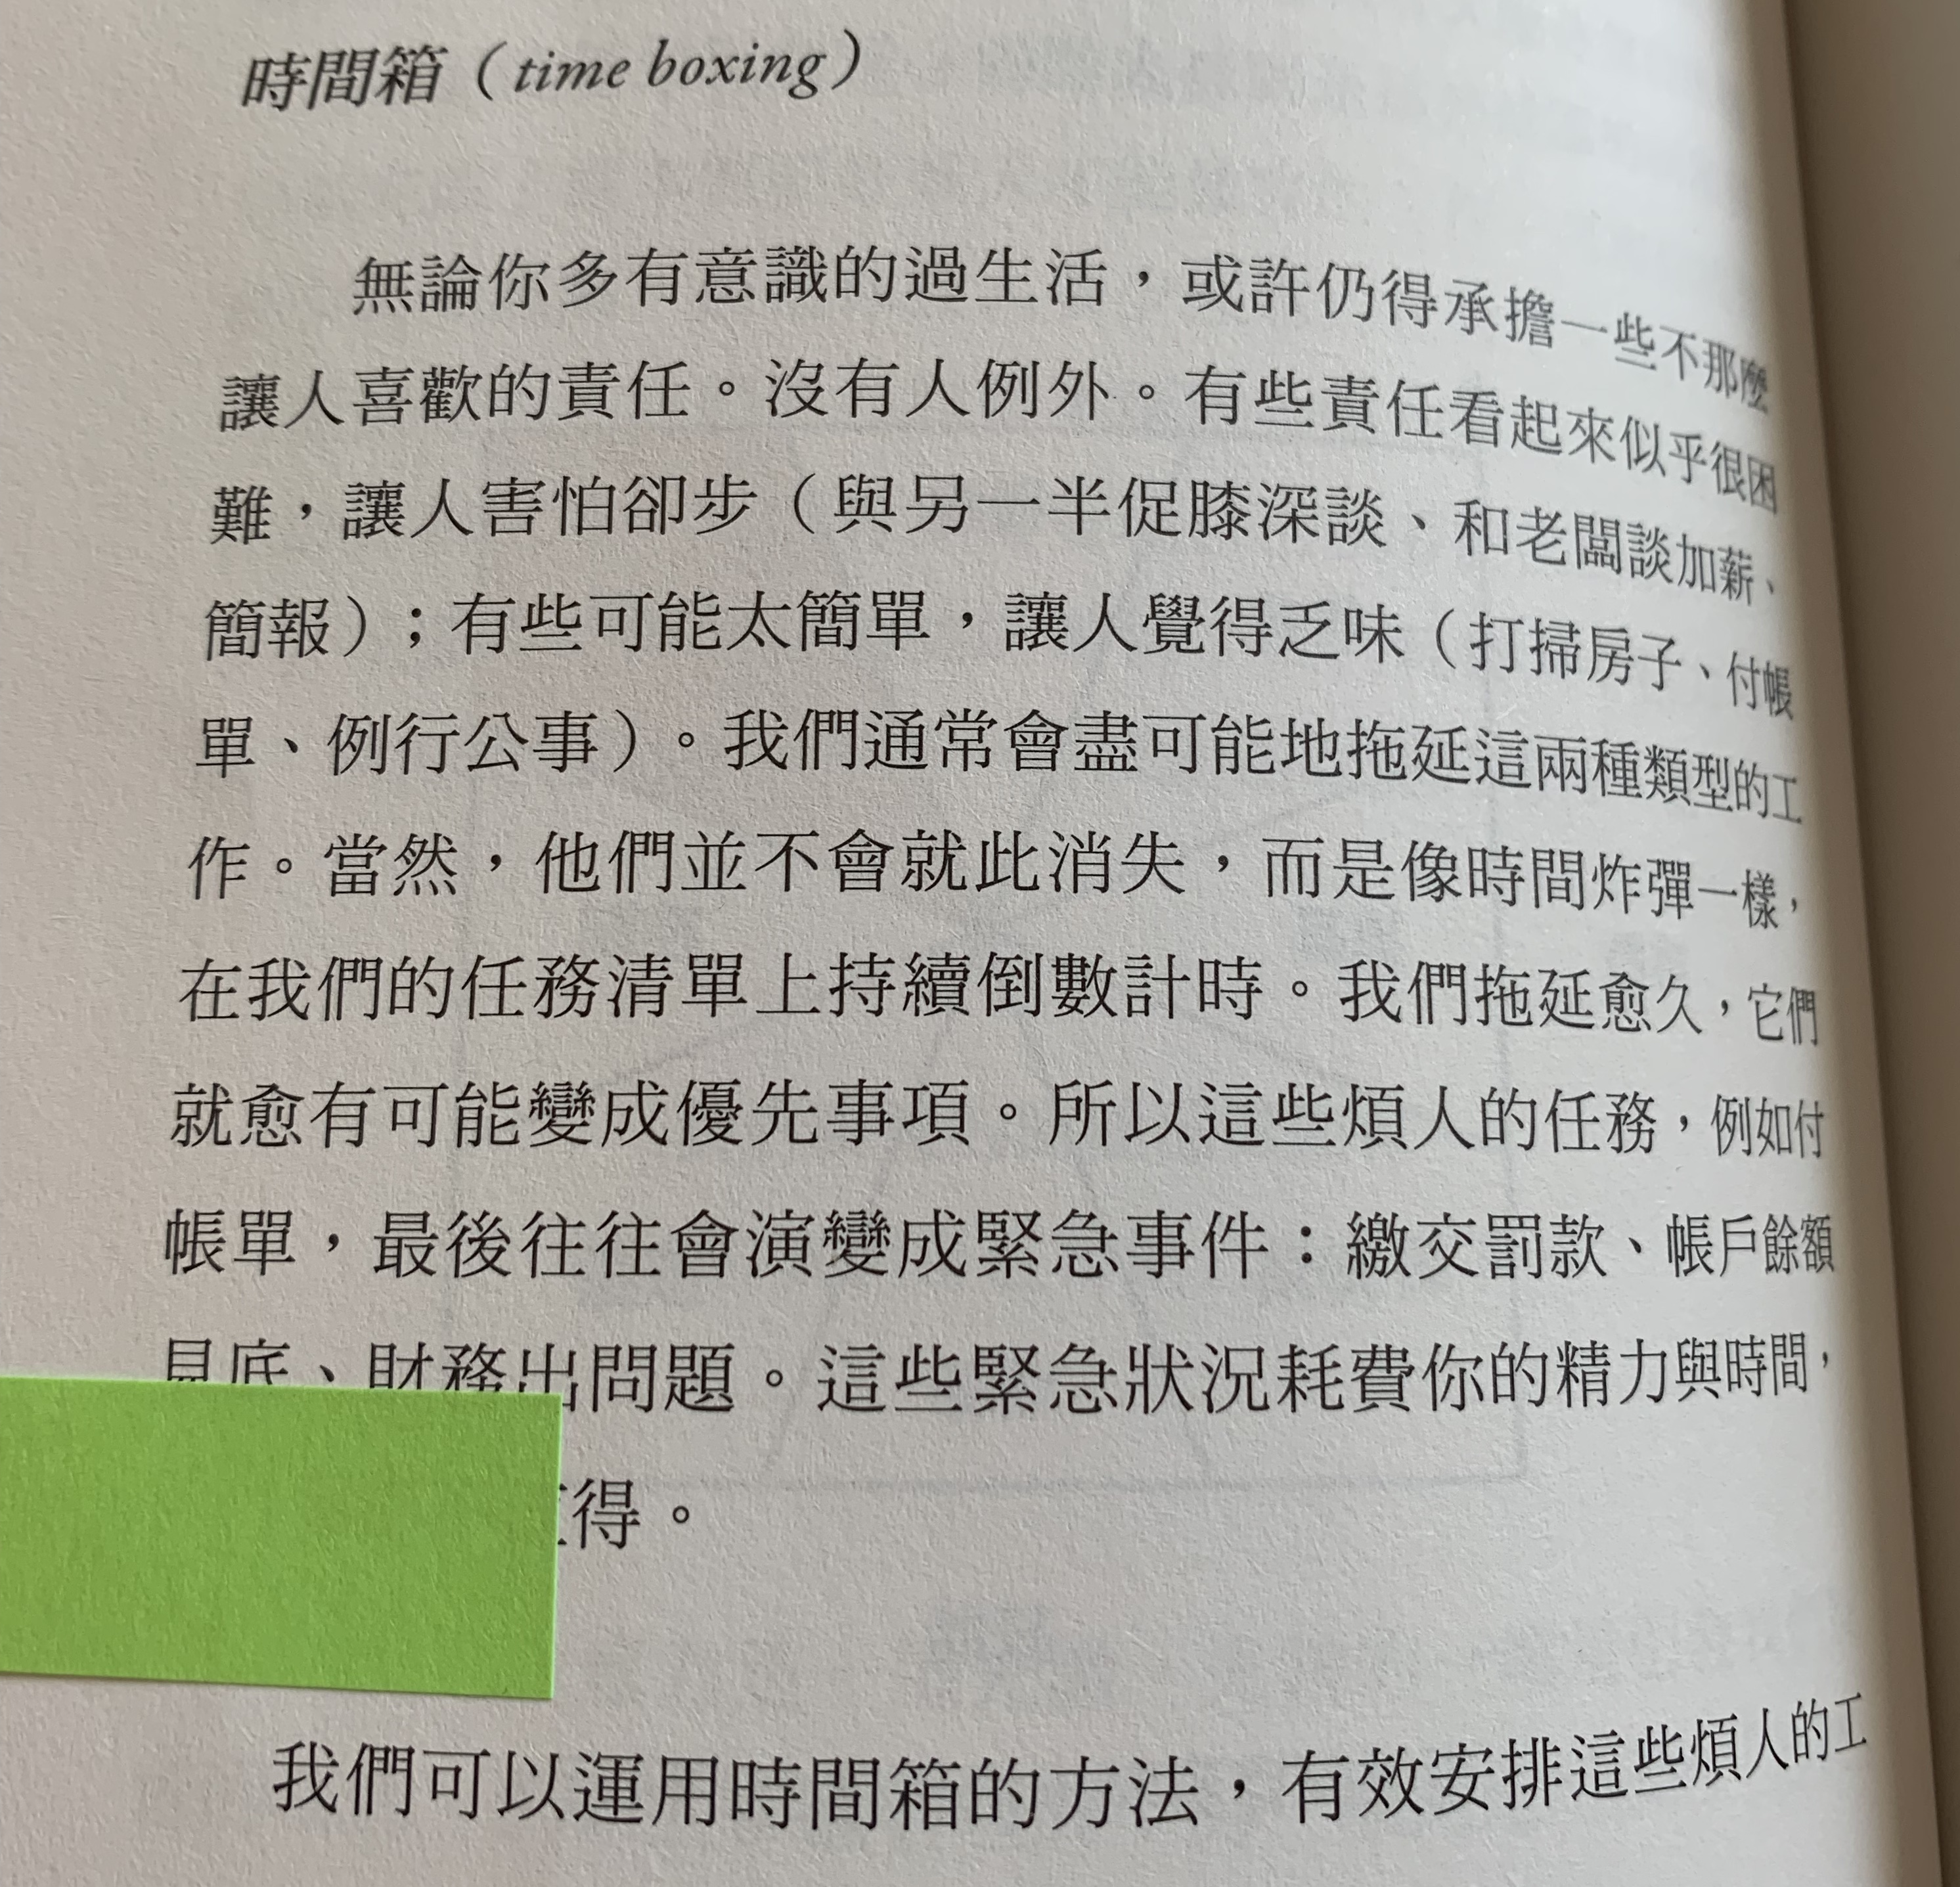 時間箱（time boxing）
無論你多有意識的過生活，或許仍得承擔一些不那麼
讓人喜歡的責任。沒有人例外。有些責任看起來似乎很困
難，讓人害怕卻步（與另一半促膝深談、和老闆談加薪、
簡報）；有些可能太簡單，讓人覺得乏味（打掃房子、付帳
單、例行公事）。我們通常會盡可能地拖延這兩種類型的工
作。當然，他們並不會就此消失，而是像時間炸彈一樣，
在我們的任務清單上持續倒數計時。我們拖延愈久，它們
就愈有可能變成優先事項。所以這些煩人的任務，例如付
帳單，最後往往會演變成緊急事件：繳交罰款、帳戶餘額
見底、財務出問題。這些緊急狀況耗費你的精力與時間，
得。
我們可以運用時間箱的方法，有效安排這些煩人的工